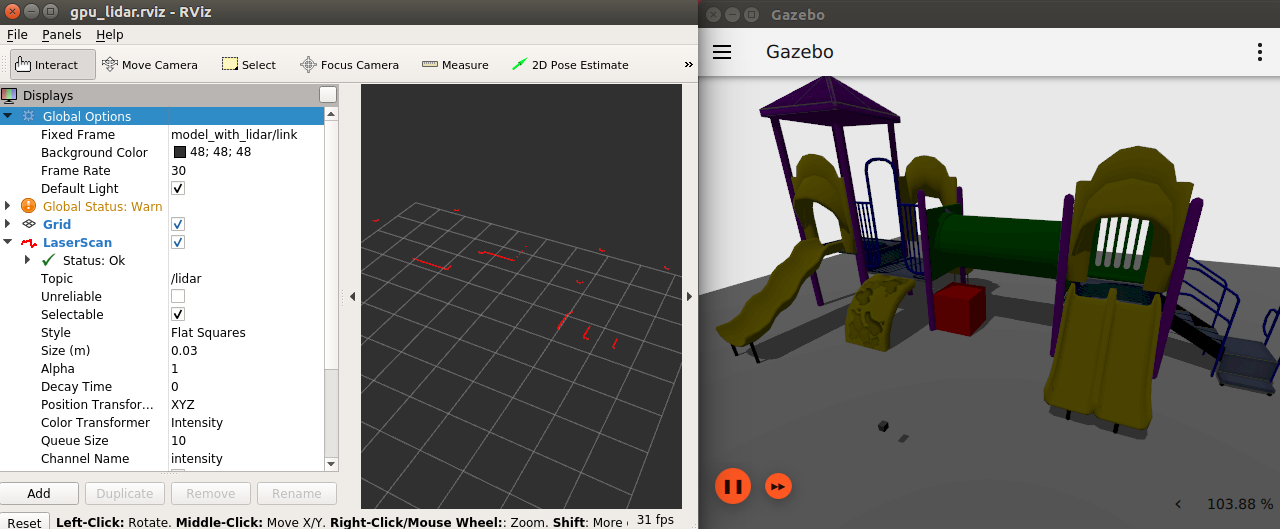 gpu_lidar.rviz - RViz
File Panels Help
Interact Move Camera Select Focus Camera Measure 2D Pose Estimate »
Displays
Global Options
Fixed Frame model_with_lidar/link
Background Color 48; 48; 48
Frame Rate 30
Default Light
Global Status: Warn
Grid
LaserScan
Status: Ok
Topic /lidar
Unreliable
Selectable
Style Flat Squares
Size (m) 0.03
Alpha 1
Decay Time 0
Position Transfor...  XYZ
Color Transformer Intensity
Queue Size 10
Channel Name intensity
Add Duplicate Remove Rename
Reset Left-Click: Rotate. Middle-Click: Move X/Y. Right-Click/Mouse Wheel:: Zoom. Shift: More 31 fps
Gazebo
Gazebo
103.88 %